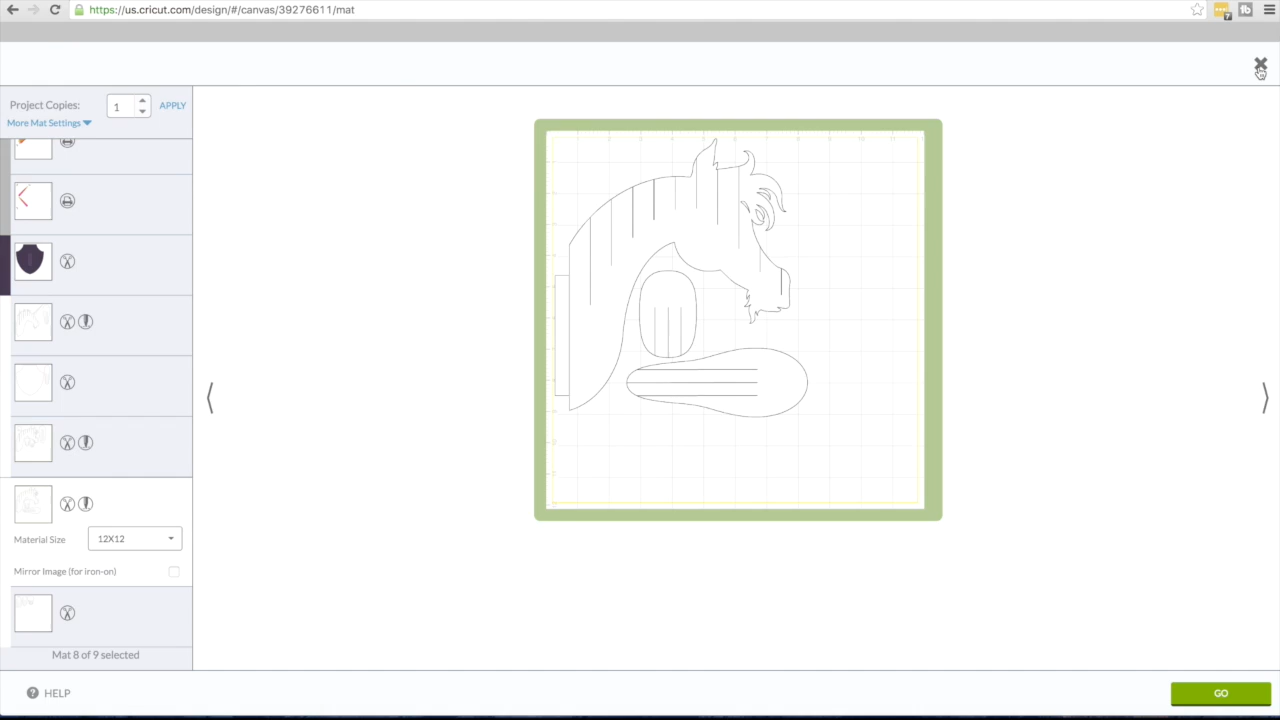 https://us.cricut.com/design/#/canvas/39276611/mat
Project Copies: 1 APPLY
More Mat Settings
Material Size 12X12
Mirror Image (for iron-on)
Mat 8 of 9 selected
HELP
GO